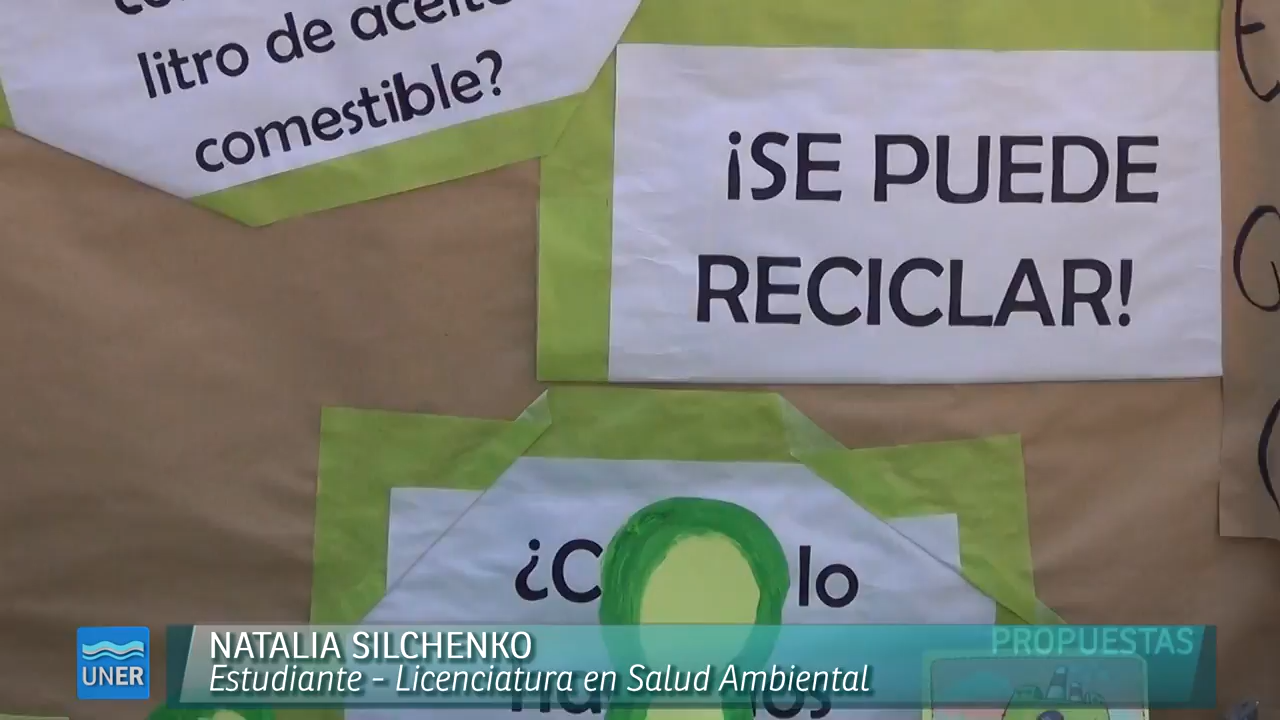 litro de aceite
comestible?
¡SE PUEDE
RECICLAR!
lo
NATALIA SILCHENKO
Estudiante - Licenciatura en Salud Ambiental
PROPUESTAS
UNER